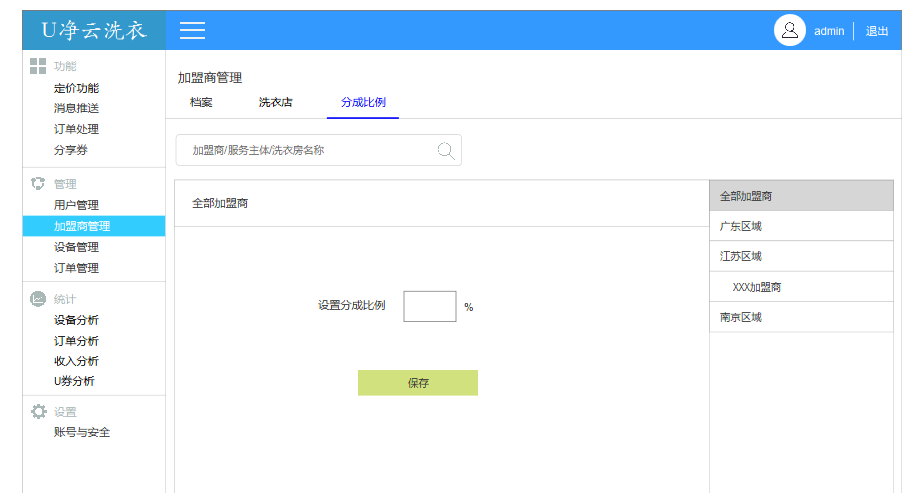 U净云洗衣
admin
退出
功能
定价功能
消息推送
订单处理
分享券
管理
用户管理
加盟商管理
设备管理
订单管理
统计
设备分析
订单分析
收入分析
U券分析
设置
账号与安全
加盟商管理
档案 洗衣店 分成比例
加盟商/服务主体/洗衣房名称
全部加盟商
设置分成比例 %
保存
全部加盟商
广东区域
江苏区域
XXX加盟商
南京区域